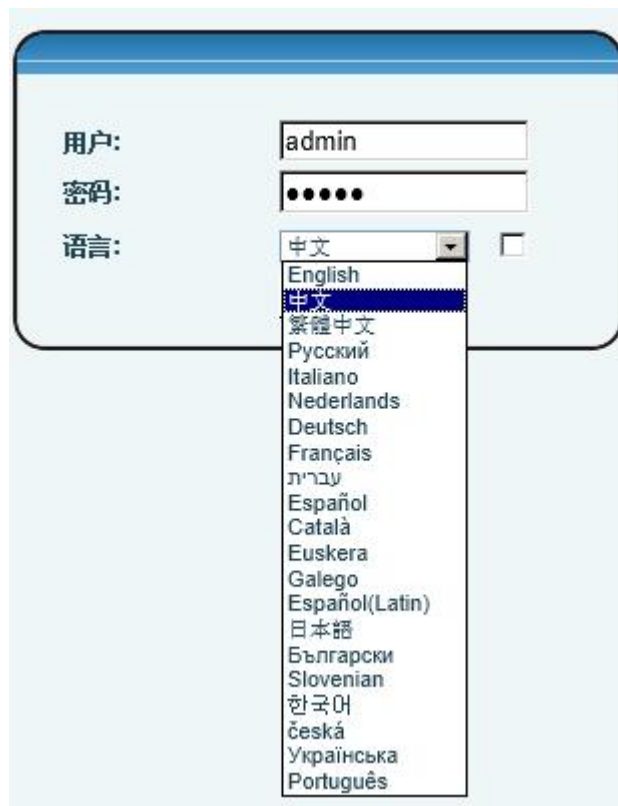 用户: admin
密码: •••••
语言: 中文
English
中文
繁體中文
Русский
Italiano
Nederlands
Deutsch
Français
עברית
Español
Català
Euskera
Galego
Español(Latin)
日本語
Български
Slovenian
한국어
česká
Українська
Português